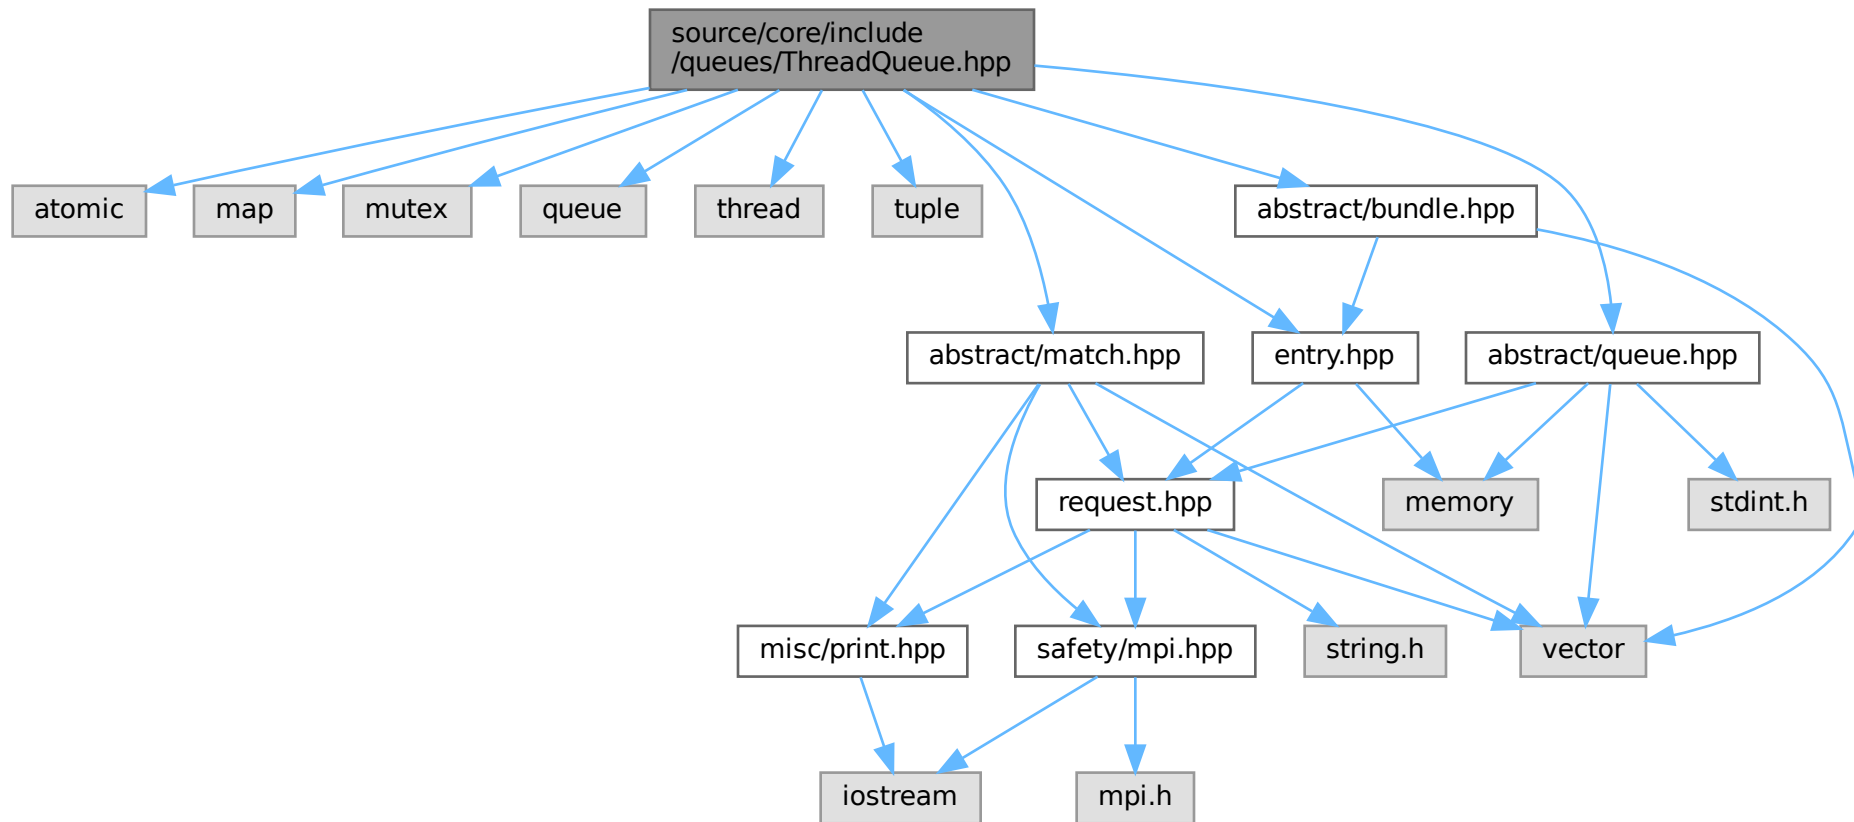 source/core/include
/queues/ThreadQueue.hpp
atomic
map
mutex
queue
thread
tuple
abstract/bundle.hpp
abstract/match.hpp
entry.hpp
abstract/queue.hpp
request.hpp
memory
stdint.h
misc/print.hpp
safety/mpi.hpp
string.h
vector
iostream
mpi.h